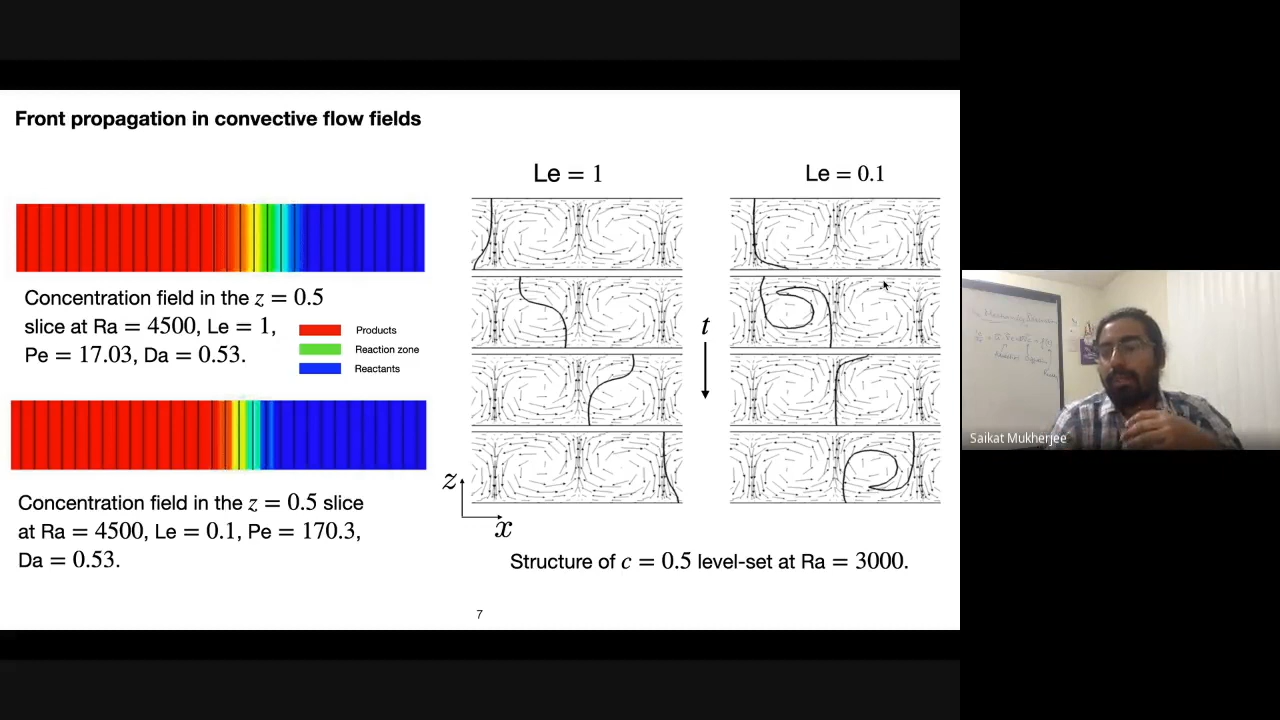 Front propagation in convective flow fields
Concentration field in the z = 0.5
slice at Ra = 4500, Le = 1,
Pe = 17.03, Da = 0.53.
Products
Reaction zone
Reactants
Concentration field in the z = 0.5 slice
at Ra = 4500, Le = 0.1, Pe = 170.3,
Da = 0.53.
Le = 1
Le = 0.1
t
z
x
Structure of c = 0.5 level-set at Ra = 3000.
7
Saikat Mukherjee